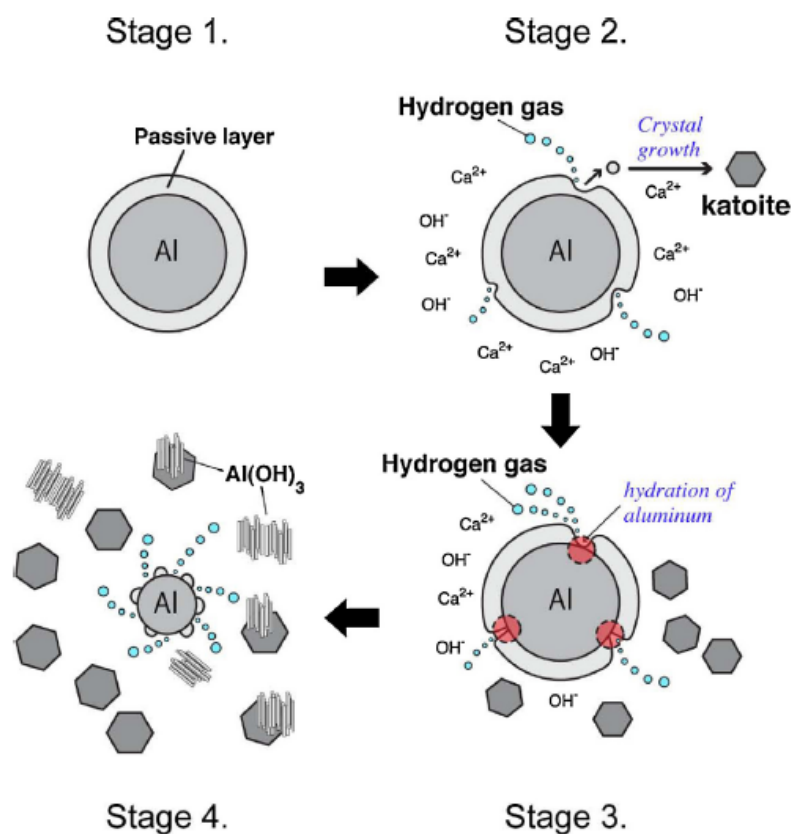 Stage 1.
Passive layer
Al
Stage 2.
Hydrogen gas
Crystal
growth
katoite
Ca²⁺
Ca²⁺
OH⁻
Ca²⁺
Al
Ca²⁺
OH⁻
OH⁻
Ca²⁺
Ca²⁺
OH⁻
Hydrogen gas
hydration of
aluminum
Ca²⁺
OH⁻
Ca²⁺
Al
OH⁻
OH⁻
Stage 3.
Al(OH)₃
Al
Stage 4.